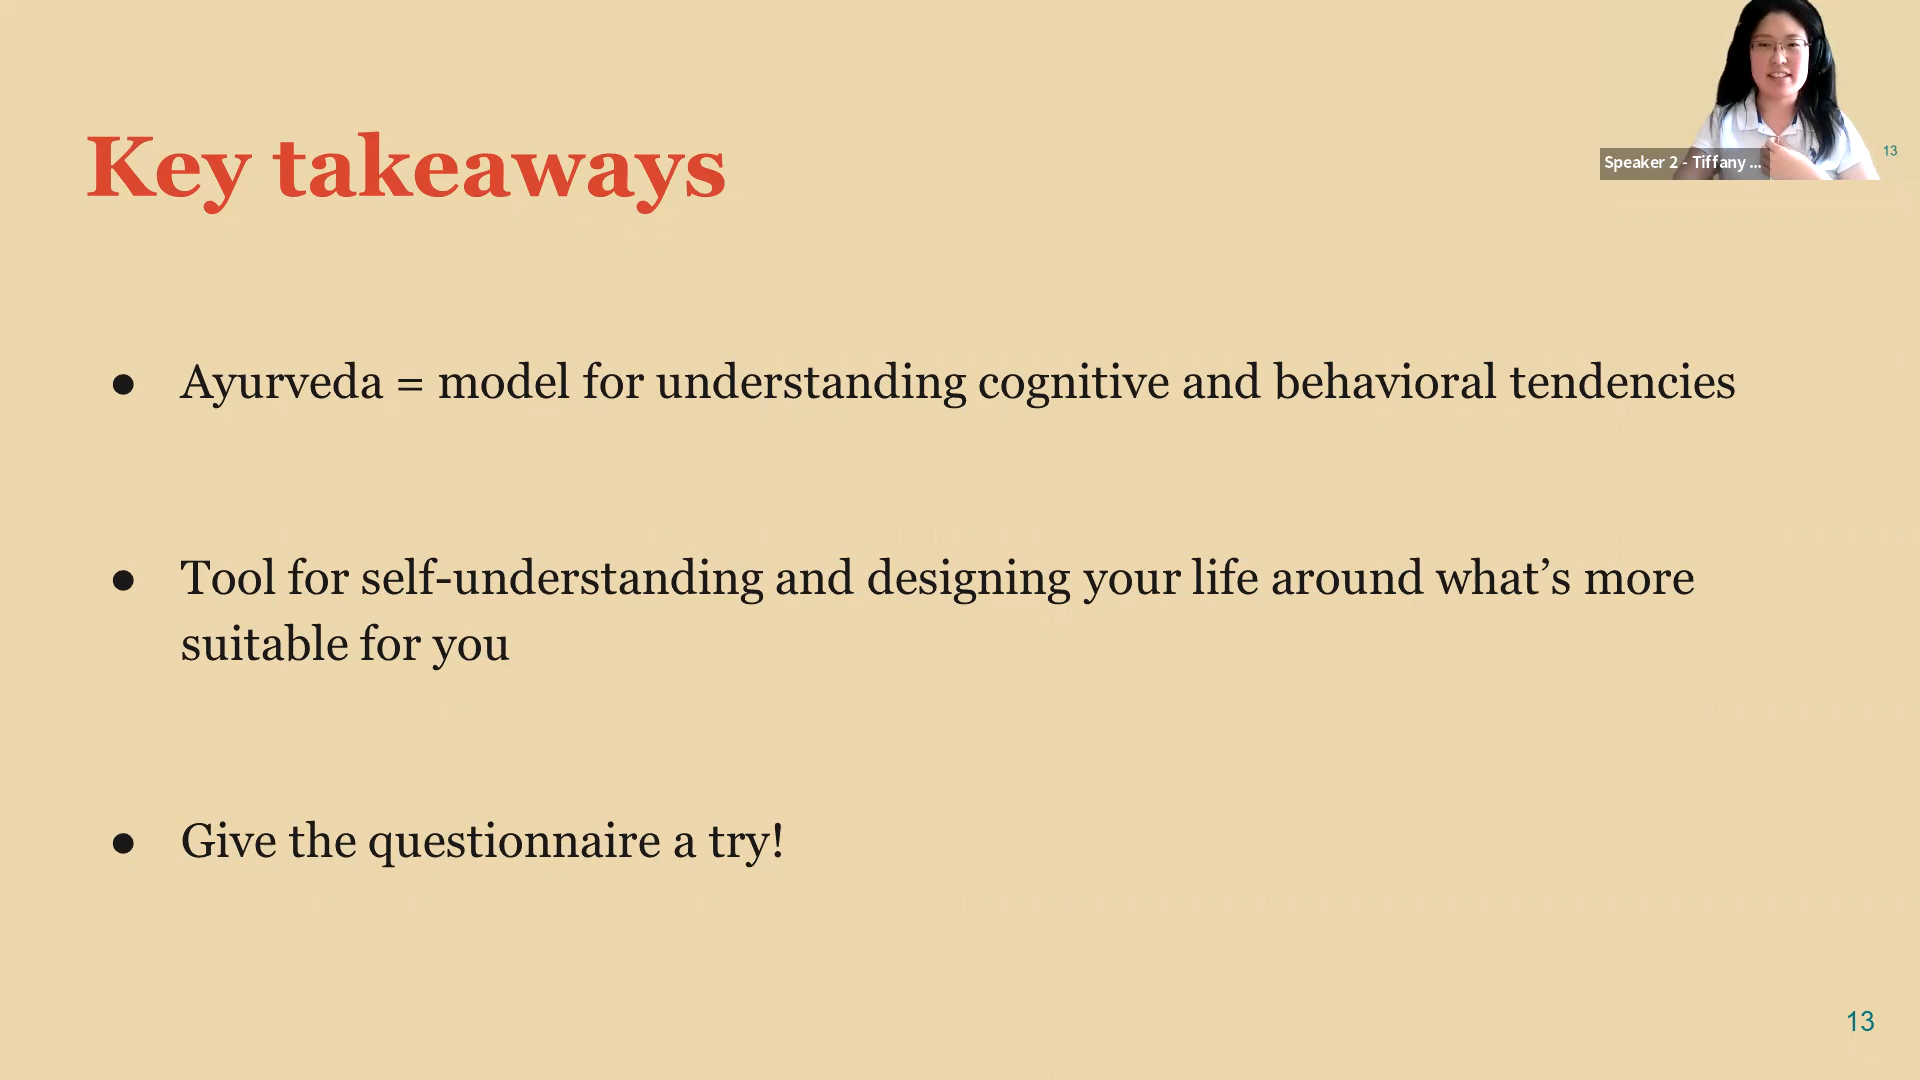 Key takeaways
Speaker 2 - Tiffany ...
13
● Ayurveda = model for understanding cognitive and behavioral tendencies
● Tool for self-understanding and designing your life around what’s more
suitable for you
● Give the questionnaire a try!
13